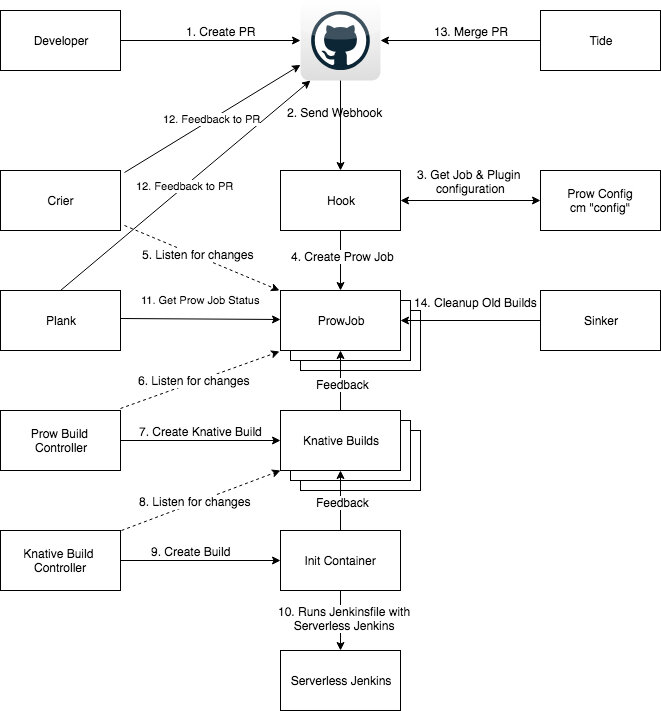 Developer
1. Create PR
13. Merge PR
Tide
2. Send Webhook
12. Feedback to PR
12. Feedback to PR
Crier
Hook
3. Get Job & Plugin
configuration
Prow Config
cm "config"
5. Listen for changes
4. Create Prow Job
Plank
11. Get Prow Job Status
ProwJob
14. Cleanup Old Builds
Sinker
6. Listen for changes
Feedback
Prow Build
Controller
7. Create Knative Build
Knative Builds
8. Listen for changes
Feedback
Knative Build
Controller
9. Create Build
Init Container
10. Runs Jenkinsfile with
Serverless Jenkins
Serverless Jenkins